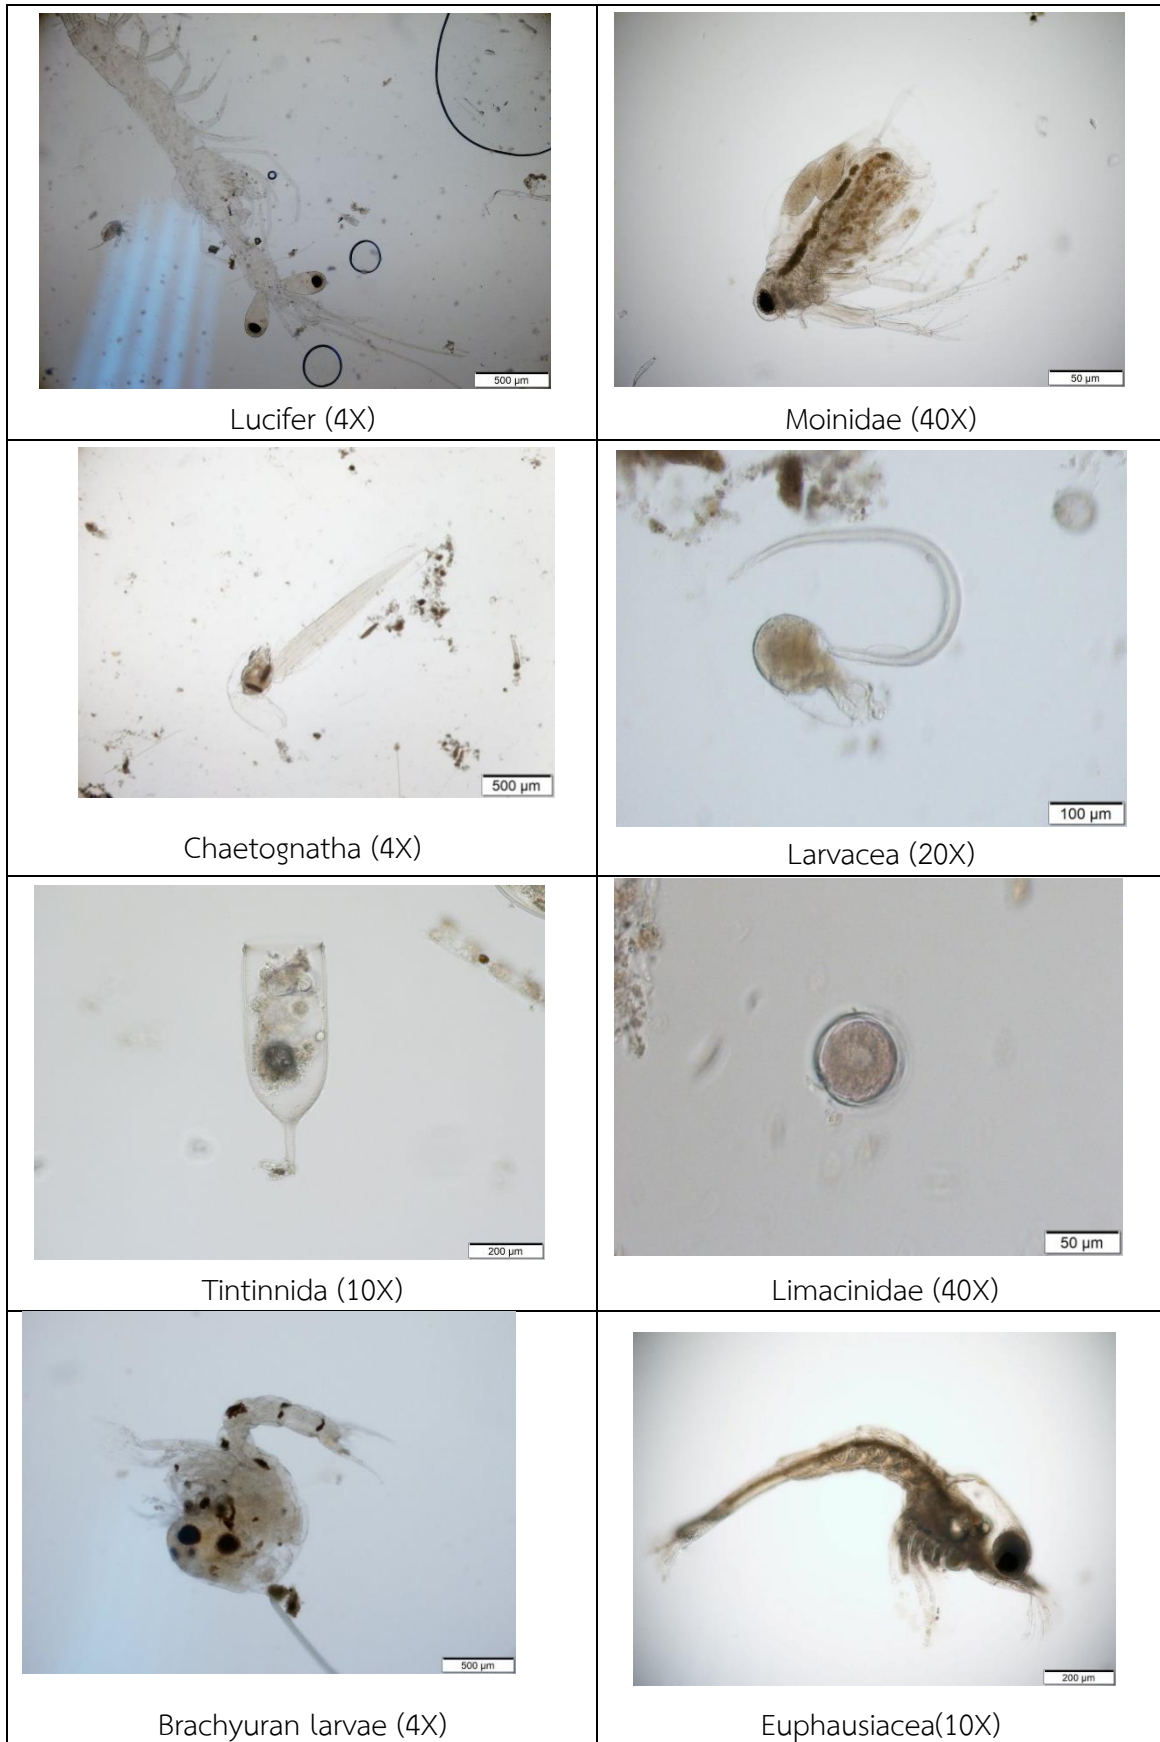 500 µm
50 µm
Lucifer (4X)
Moinidae (40X)
500 µm
100 µm
Chaetognatha (4X)
Larvacea (20X)
200 µm
50 µm
Tintinnida (10X)
Limacinidae (40X)
500 µm
200 µm
Brachyuran larvae (4X)
Euphausiacea(10X)